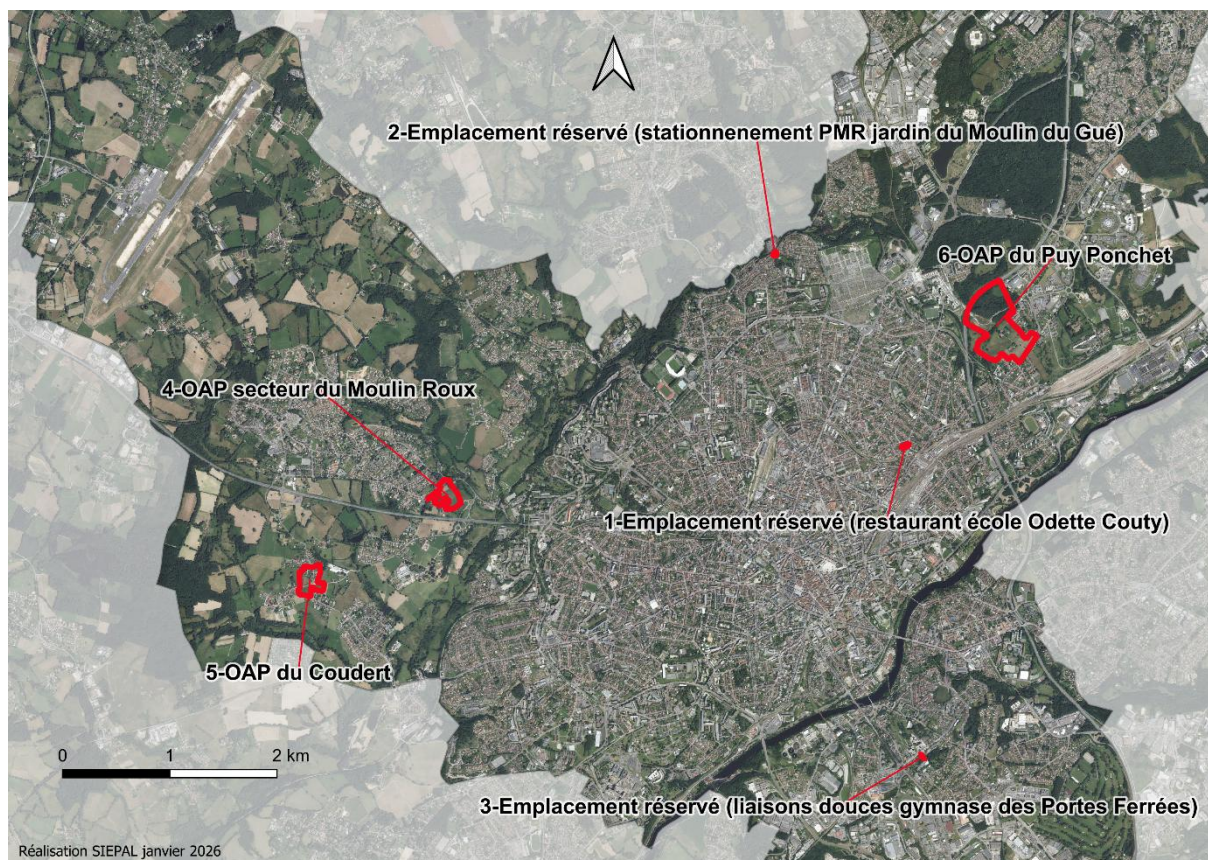 2-Emplacement réservé (stationnenement PMR jardin du Moulin du Gué)
6-OAP du Puy Ponchet
4-OAP secteur du Moulin Roux
1-Emplacement réservé (restaurant école Odette Couty)
5-OAP du Coudert
0 1 2 km
3-Emplacement réservé (liaisons douces gymnase des Portes Ferrées)
Réalisation SIEPAL janvier 2026